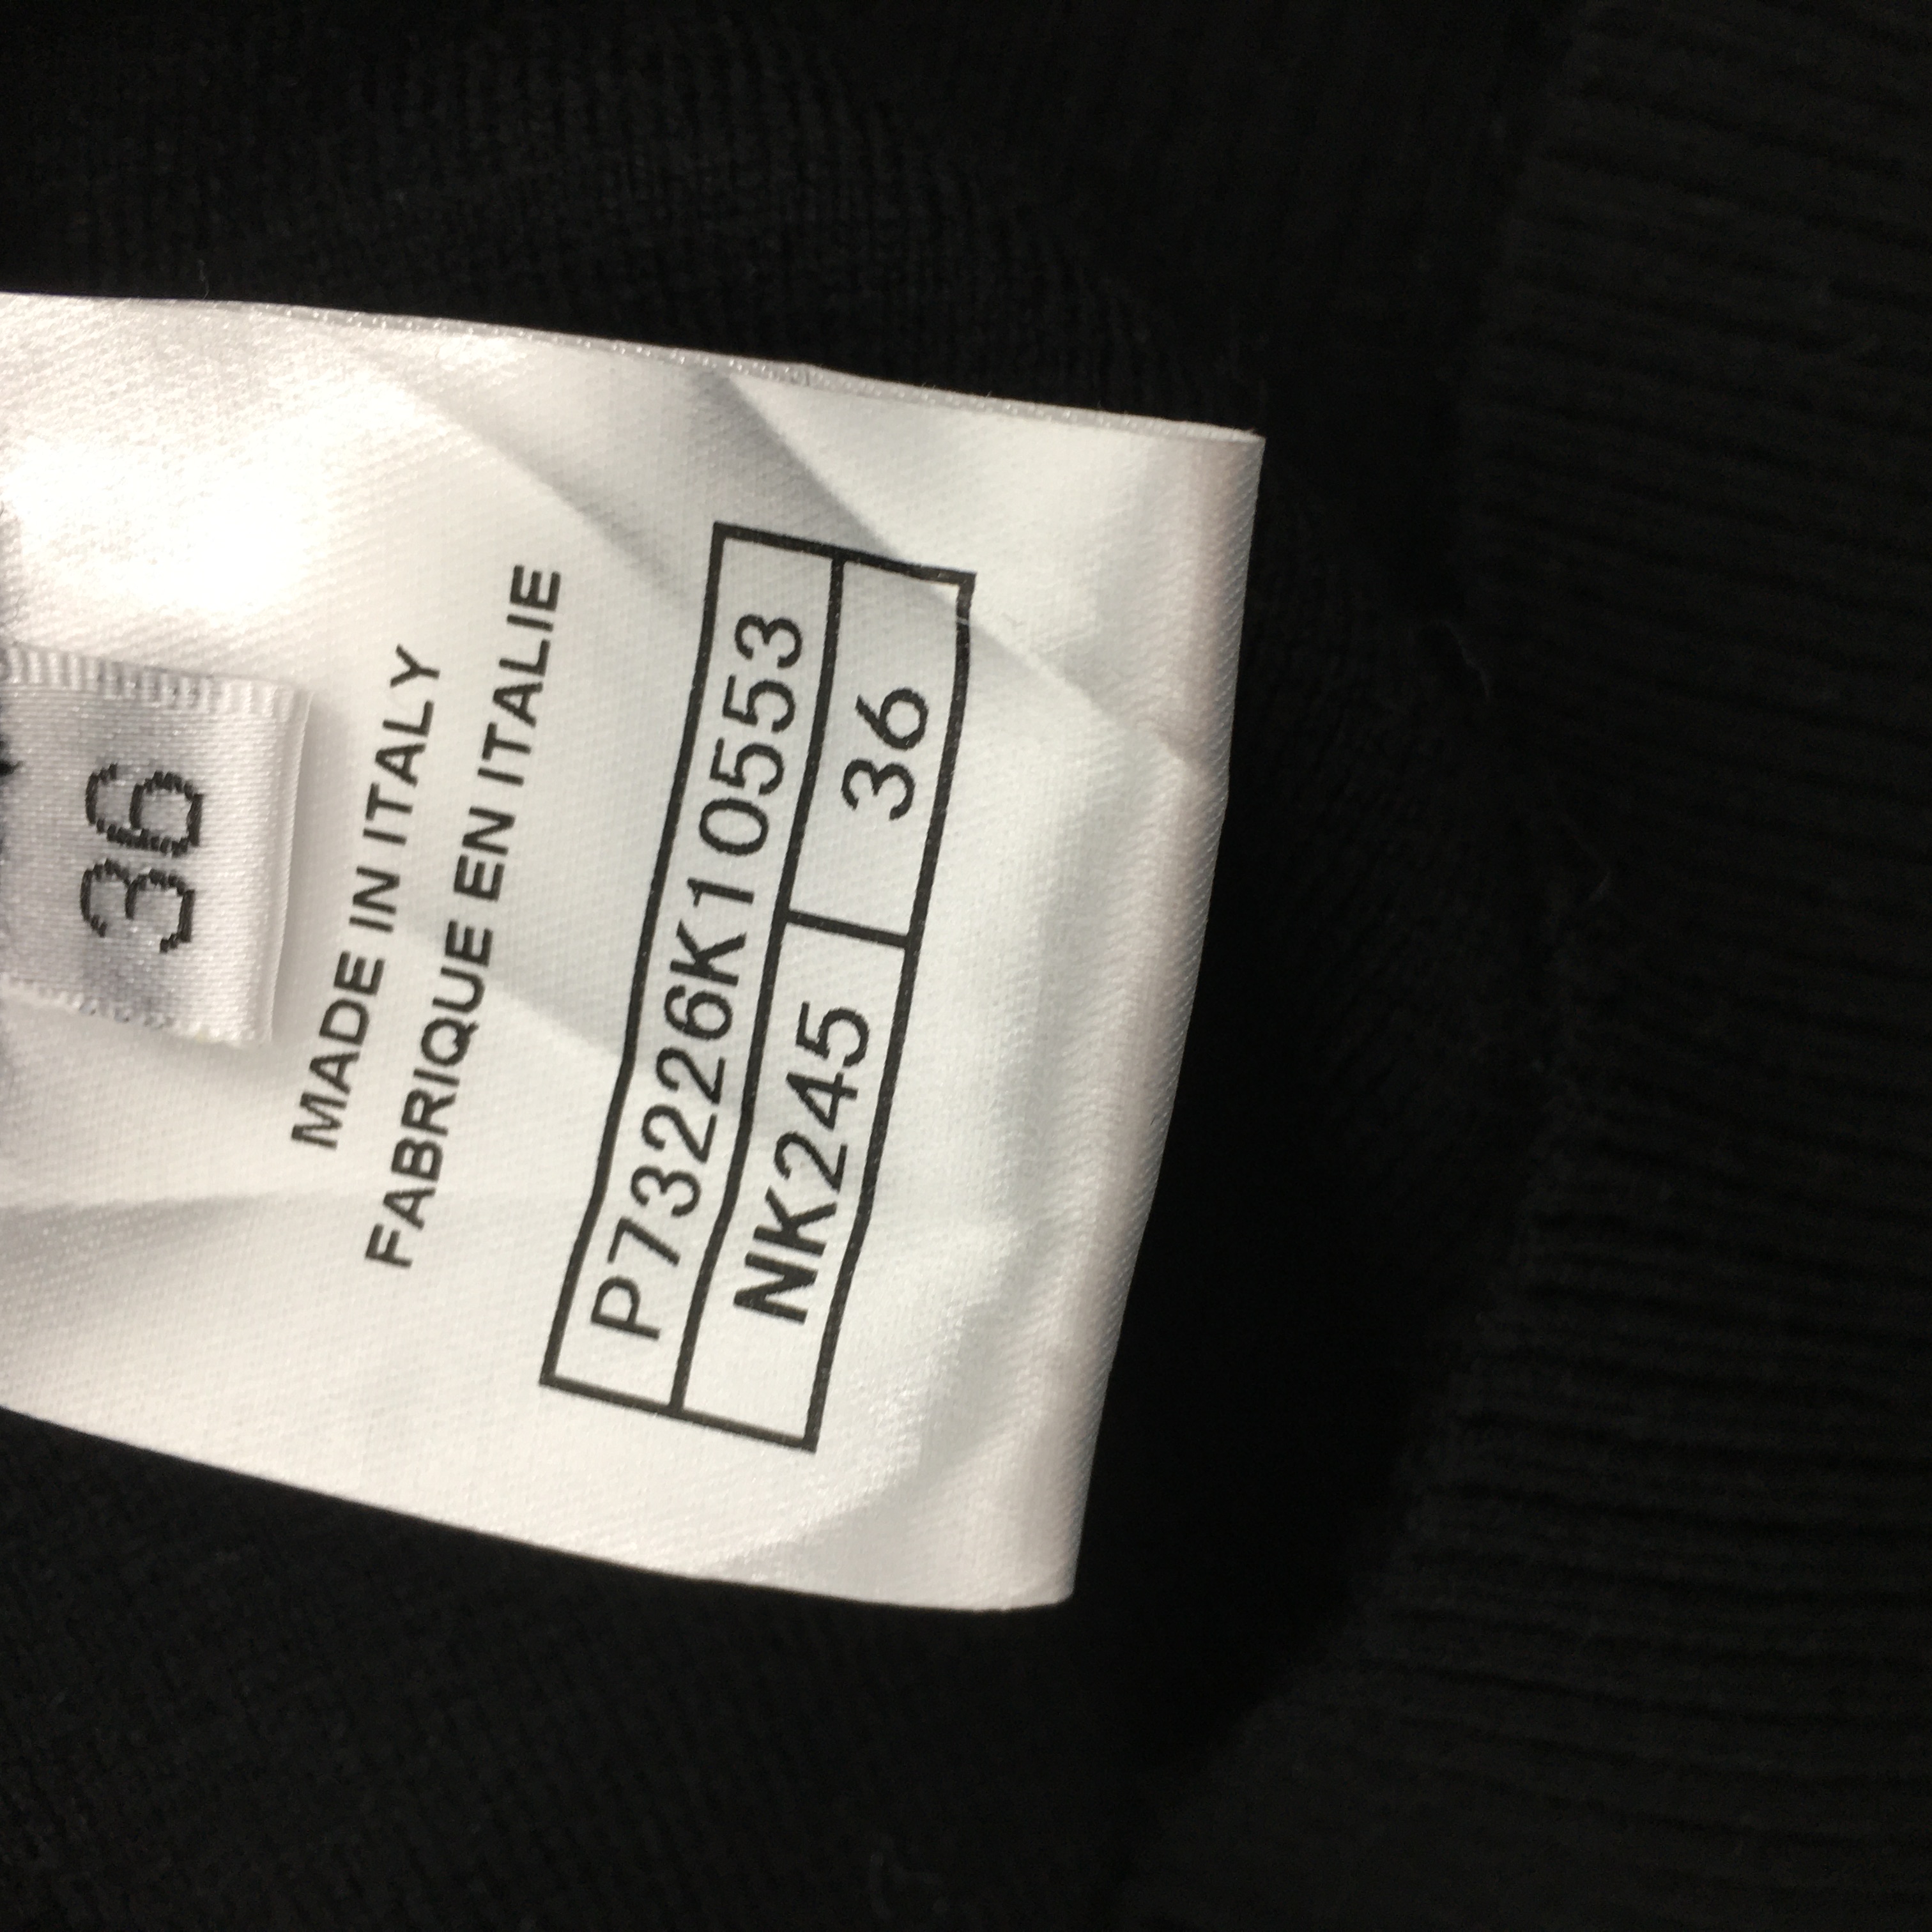 36
MADE IN ITALY
FABRIQUE EN ITALIE
P73226K10553
NK245 36